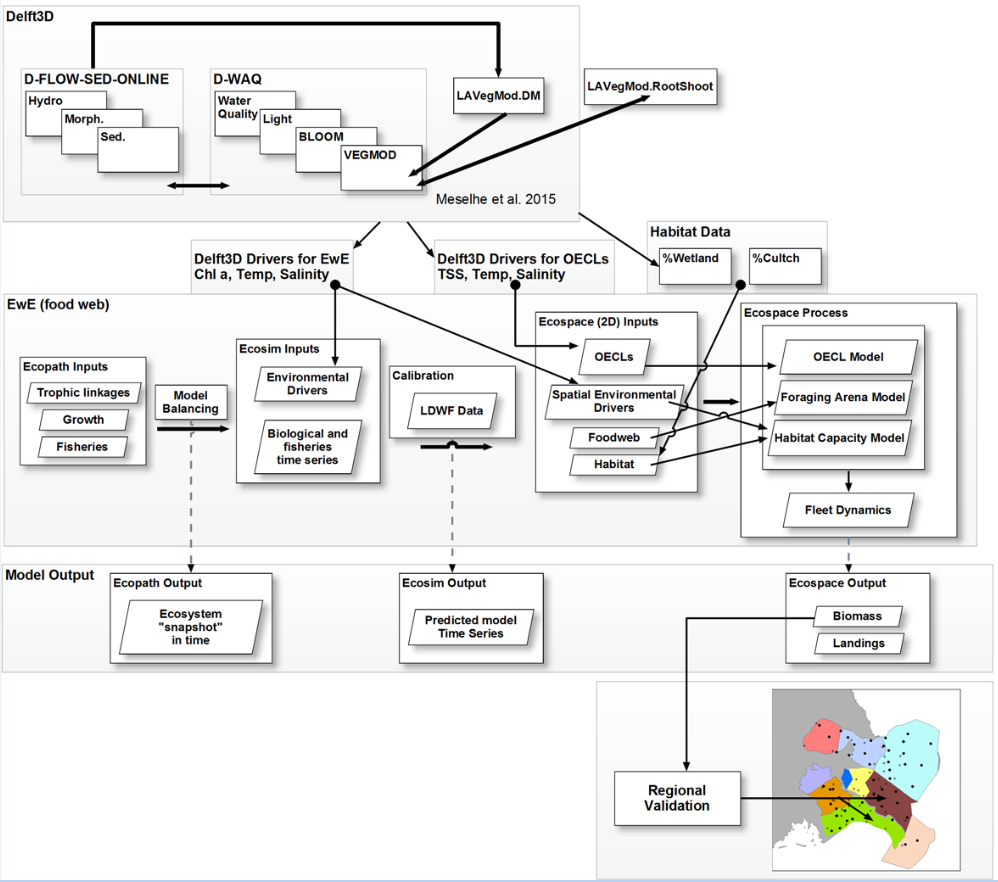 Delft3D
D-FLOW-SED-ONLINE
Hydro
Morph.
Sed.
D-WAQ
Water
Quality
Light
BLOOM
VEGMOD
LAVegMod.DM
LAVegMod.RootShoot
Meselhe et al. 2015
Delft3D Drivers for EwE
Chl a, Temp, Salinity
Delft3D Drivers for OECLs
TSS, Temp, Salinity
Habitat Data
%Wetland
%Cultch
EwE (food web)
Ecopath Inputs
Trophic linkages
Growth
Fisheries
Model
Balancing
Ecosim Inputs
Environmental
Drivers
Biological and
fisheries
time series
Calibration
LDWF Data
Ecospace (2D) Inputs
OECLs
Spatial Environmental
Drivers
Foodweb
Habitat
Ecospace Process
OECL Model
Foraging Arena Model
Habitat Capacity Model
Fleet Dynamics
Model Output
Ecopath Output
Ecosystem
"snapshot"
in time
Ecosim Output
Predicted model
Time Series
Ecospace Output
Biomass
Landings
Regional
Validation